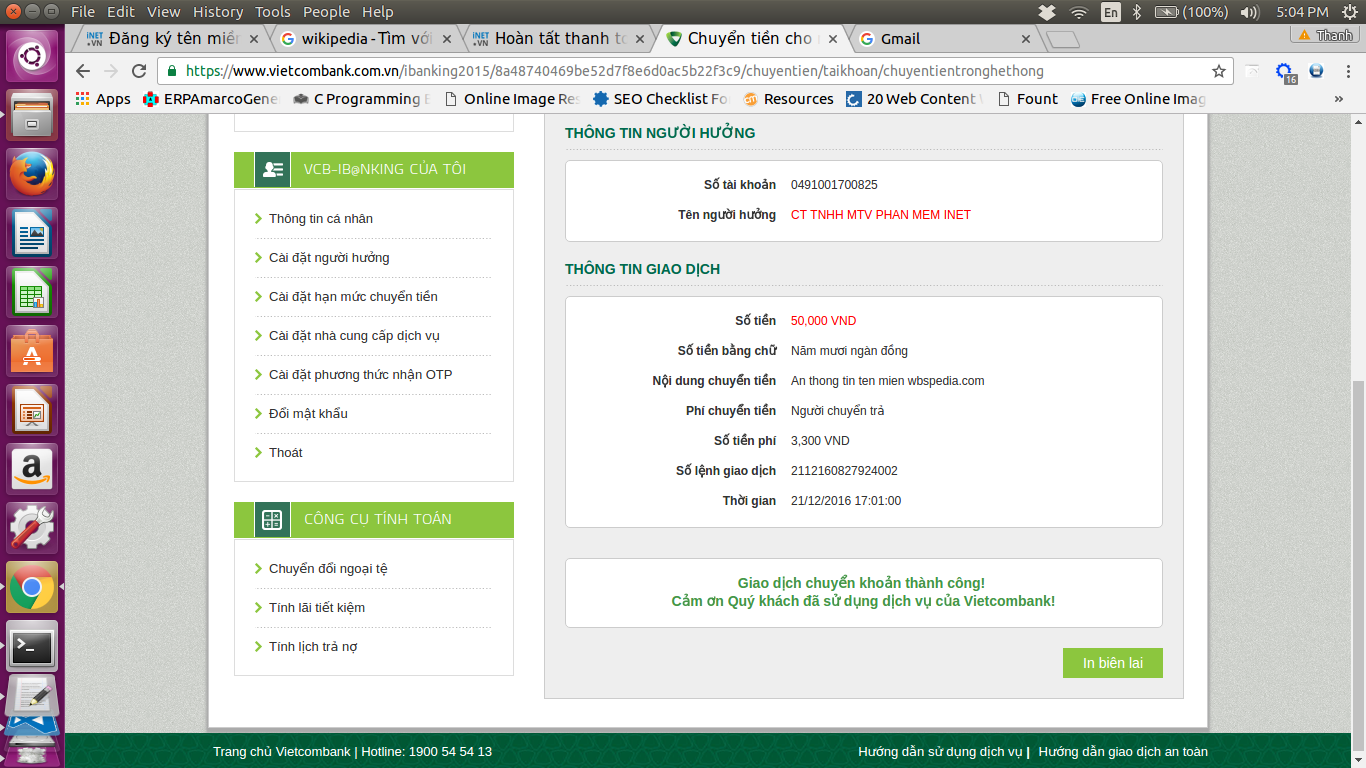 File Edit View History Tools People Help
En (100%) 5:04 PM
iNET .VN Đăng ký tên miền
wikipedia - Tìm với
iNET .VN Hoàn tất thanh to
Chuyển tiền cho
Gmail
Thanh
https://www.vietcombank.com.vn/ibanking2015/8a48740469be52d7f8e6d0ac5b22f3c9/chuyentien/taikhoan/chuyentientronghethong
16
Apps ERPAmarcoGene C Programming E Online Image Res SEO Checklist Fo Resources 20 Web Content Fount Free Online Imag »
VCB-IB@NKING CỦA TÔI
Thông tin cá nhân
Cài đặt người hưởng
Cài đặt hạn mức chuyển tiền
Cài đặt nhà cung cấp dịch vụ
Cài đặt phương thức nhận OTP
Đổi mật khẩu
Thoát
CÔNG CỤ TÍNH TOÁN
Chuyển đổi ngoại tệ
Tính lãi tiết kiệm
Tính lịch trả nợ
THÔNG TIN NGƯỜI HƯỞNG
Số tài khoản 0491001700825
Tên người hưởng CT TNHH MTV PHAN MEM INET
THÔNG TIN GIAO DỊCH
Số tiền 50,000 VND
Số tiền bằng chữ Năm mươi ngàn đồng
Nội dung chuyển tiền An thong tin ten mien wbspedia.com
Phí chuyển tiền Người chuyển trả
Số tiền phí 3,300 VND
Số lệnh giao dịch 2112160827924002
Thời gian 21/12/2016 17:01:00
Giao dịch chuyển khoản thành công!
Cảm ơn Quý khách đã sử dụng dịch vụ của Vietcombank!
In biên lai
Trang chủ Vietcombank | Hotline: 1900 54 54 13
Hướng dẫn sử dụng dịch vụ | Hướng dẫn giao dịch an toàn